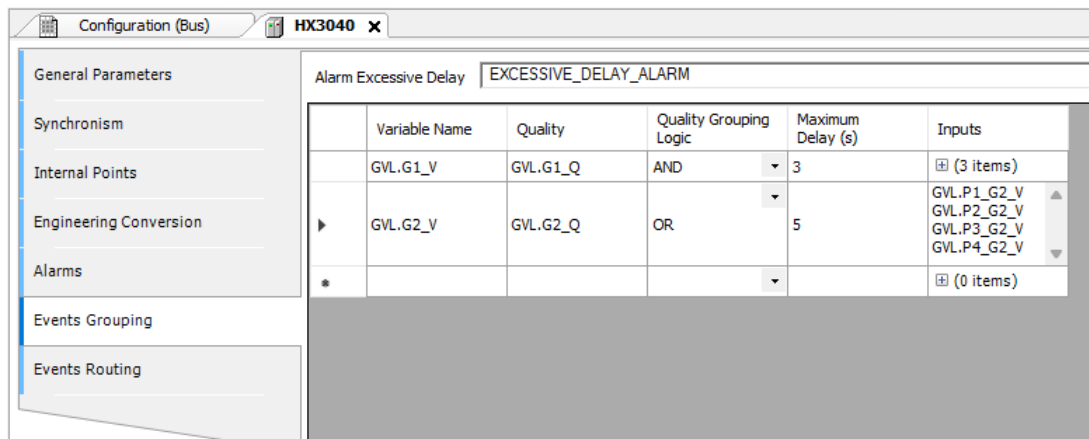 Configuration (Bus)
HX3040
General Parameters
Synchronism
Internal Points
Engineering Conversion
Alarms
Events Grouping
Events Routing
Alarm Excessive Delay EXCESSIVE_DELAY_ALARM
Variable Name Quality Quality Grouping Logic Maximum Delay (s) Inputs
GVL.G1_V GVL.G1_Q AND 3 (3 items)
GVL.G2_V GVL.G2_Q OR 5
GVL.P1_G2_V
GVL.P2_G2_V
GVL.P3_G2_V
GVL.P4_G2_V
(0 items)